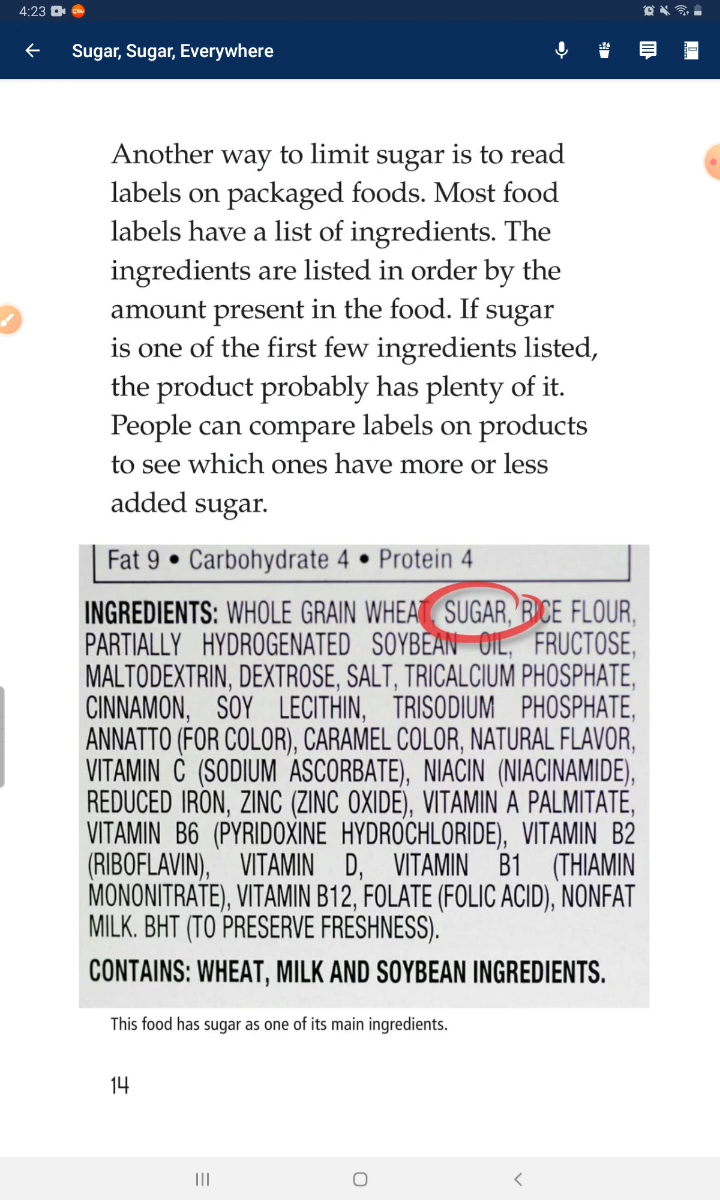 4:23
Sugar, Sugar, Everywhere
Another way to limit sugar is to read
labels on packaged foods. Most food
labels have a list of ingredients. The
ingredients are listed in order by the
amount present in the food. If sugar
is one of the first few ingredients listed,
the product probably has plenty of it.
People can compare labels on products
to see which ones have more or less
added sugar.
Fat 9 • Carbohydrate 4 • Protein 4
INGREDIENTS: WHOLE GRAIN WHEAT, SUGAR, RICE FLOUR,
PARTIALLY HYDROGENATED SOYBEAN OIL, FRUCTOSE,
MALTODEXTRIN, DEXTROSE, SALT, TRICALCIUM PHOSPHATE,
CINNAMON, SOY LECITHIN, TRISODIUM PHOSPHATE,
ANNATTO (FOR COLOR), CARAMEL COLOR, NATURAL FLAVOR,
VITAMIN C (SODIUM ASCORBATE), NIACIN (NIACINAMIDE),
REDUCED IRON, ZINC (ZINC OXIDE), VITAMIN A PALMITATE,
VITAMIN B6 (PYRIDOXINE HYDROCHLORIDE), VITAMIN B2
(RIBOFLAVIN), VITAMIN D, VITAMIN B1 (THIAMIN
MONONITRATE), VITAMIN B12, FOLATE (FOLIC ACID), NONFAT
MILK. BHT (TO PRESERVE FRESHNESS).
CONTAINS: WHEAT, MILK AND SOYBEAN INGREDIENTS.
This food has sugar as one of its main ingredients.
14